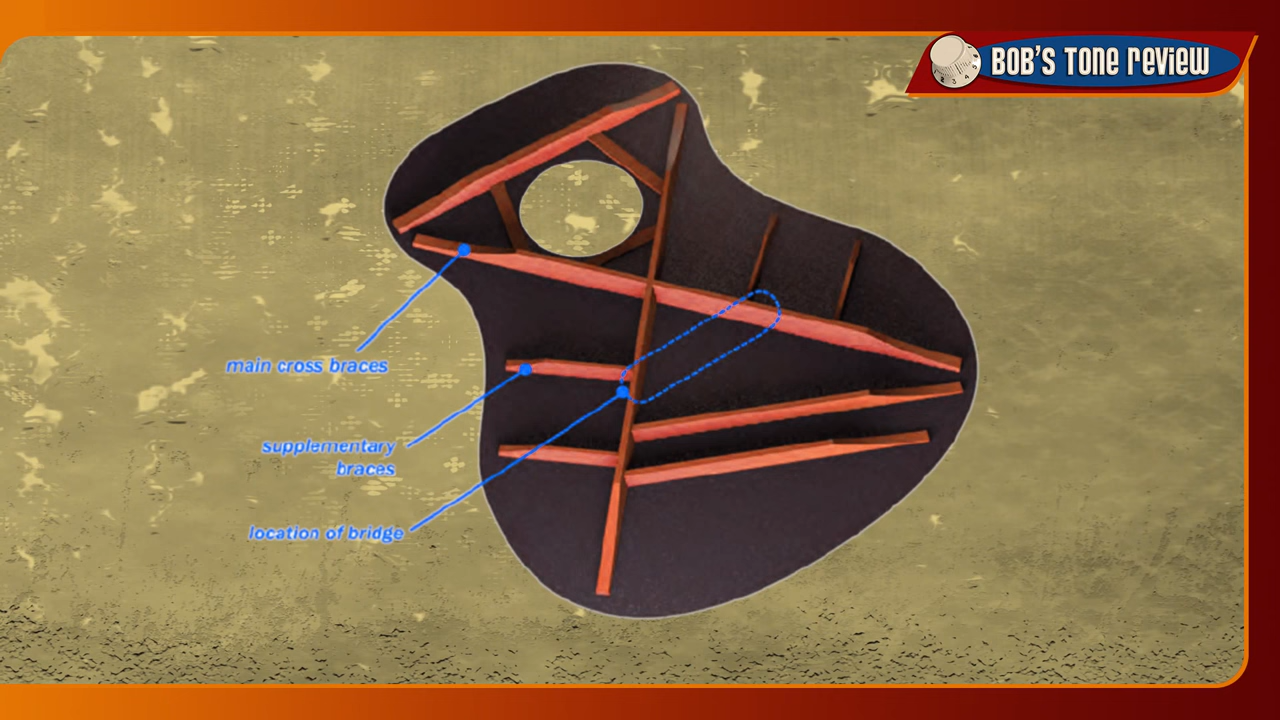 BOB'S TONE REVIEW
main cross braces
supplementary
braces
location of bridge